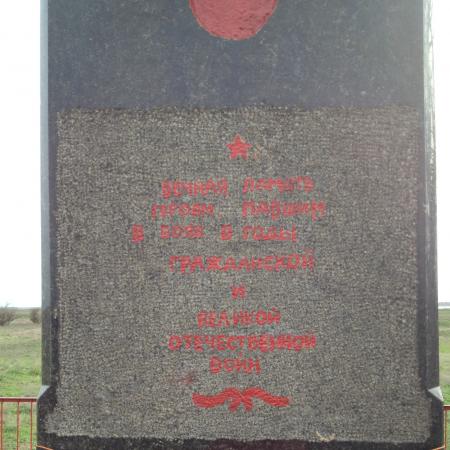 ВЕЧНАЯ ПАМЯТЬ
ГЕРОЯМ, ПАВШИМ
В БОЯХ В ГОДЫ
ГРАЖДАНСКОЙ
И
ВЕЛИКОЙ
ОТЕЧЕСТВЕННОЙ
ВОЙН